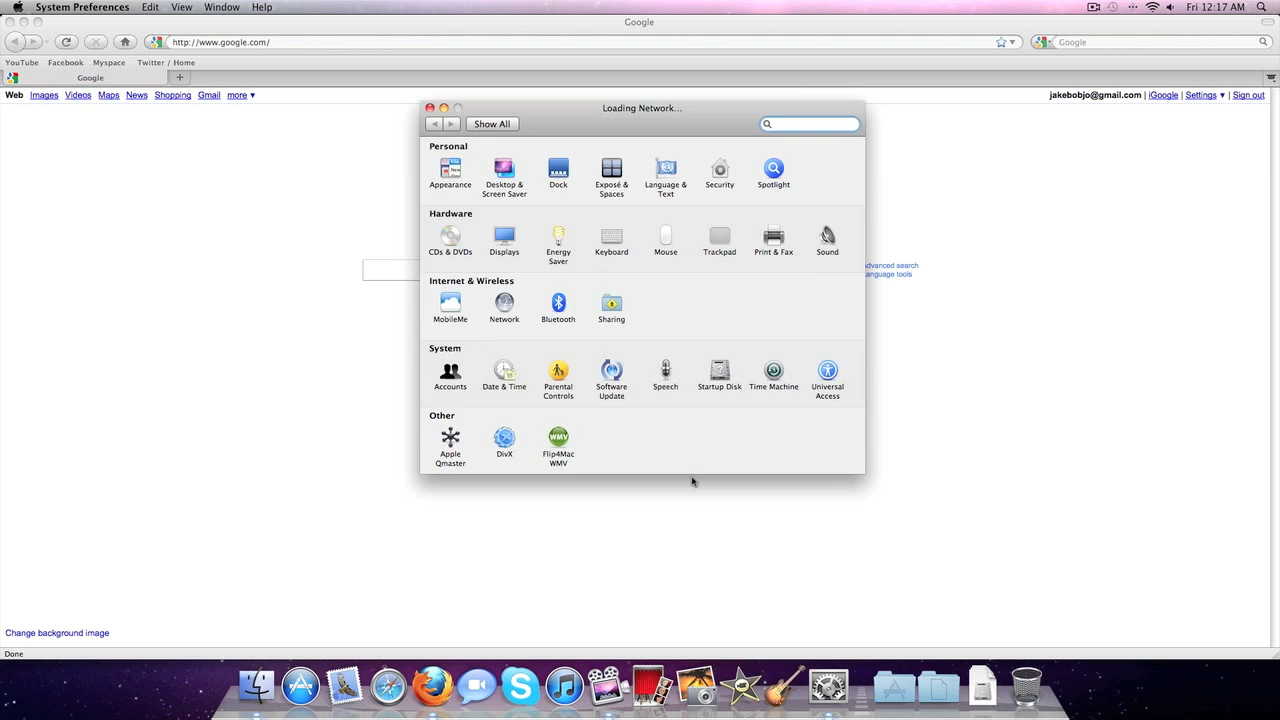 System Preferences Edit View Window Help
Fri 12:17 AM
Google
http://www.google.com/
Google
YouTube Facebook Myspace Twitter / Home
Google
Web Images Videos Maps News Shopping Gmail more ▼
jakebobjo@gmail.com | iGoogle | Settings ▼ | Sign out
Loading Network...
Show All
Personal
Appearance
Desktop &
Screen Saver
Dock
Exposé &
Spaces
Language &
Text
Security
Spotlight
Hardware
CDs & DVDs
Displays
Energy
Saver
Keyboard
Mouse
Trackpad
Print & Fax
Sound
Advanced search
Language tools
Internet & Wireless
MobileMe
Network
Bluetooth
Sharing
System
Accounts
Date & Time
Parental
Controls
Software
Update
Speech
Startup Disk
Time Machine
Universal
Access
Other
Apple
Qmaster
DivX
WMV
Flip4Mac
WMV
Change background image
Done